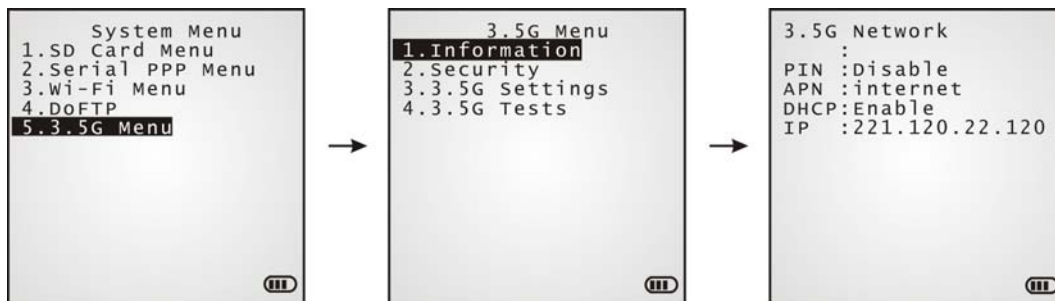 System Menu
1.SD Card Menu
2.Serial PPP Menu
3.Wi-Fi Menu
4.DoFTP
5.3.5G Menu
3.5G Menu
1.Information
2.Security
3.3.5G Settings
4.3.5G Tests
3.5G Network
:
PIN :Disable
APN :internet
DHCP:Enable
IP :221.120.22.120